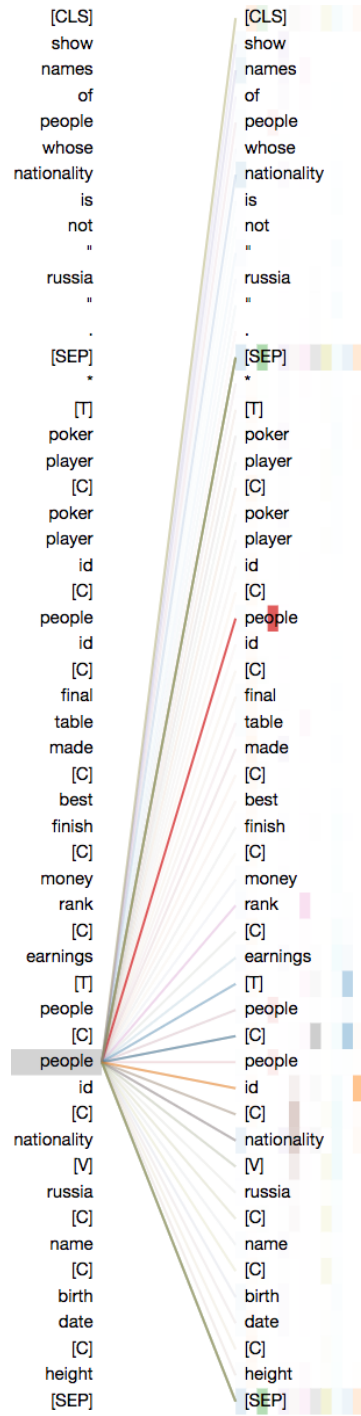 [CLS] [CLS]
show show
names names
of of
people people
whose whose
nationality nationality
is is
not not
" "
russia russia
" "
. .
[SEP] [SEP]
* *
[T] [T]
poker poker
player player
[C] [C]
poker poker
player player
id id
[C] [C]
people people
id id
[C] [C]
final final
table table
made made
[C] [C]
best best
finish finish
[C] [C]
money money
rank rank
[C] [C]
earnings earnings
[T] [T]
people people
[C] [C]
people people
id id
[C] [C]
nationality nationality
[V] [V]
russia russia
[C] [C]
name name
[C] [C]
birth birth
date date
[C] [C]
height height
[SEP] [SEP]